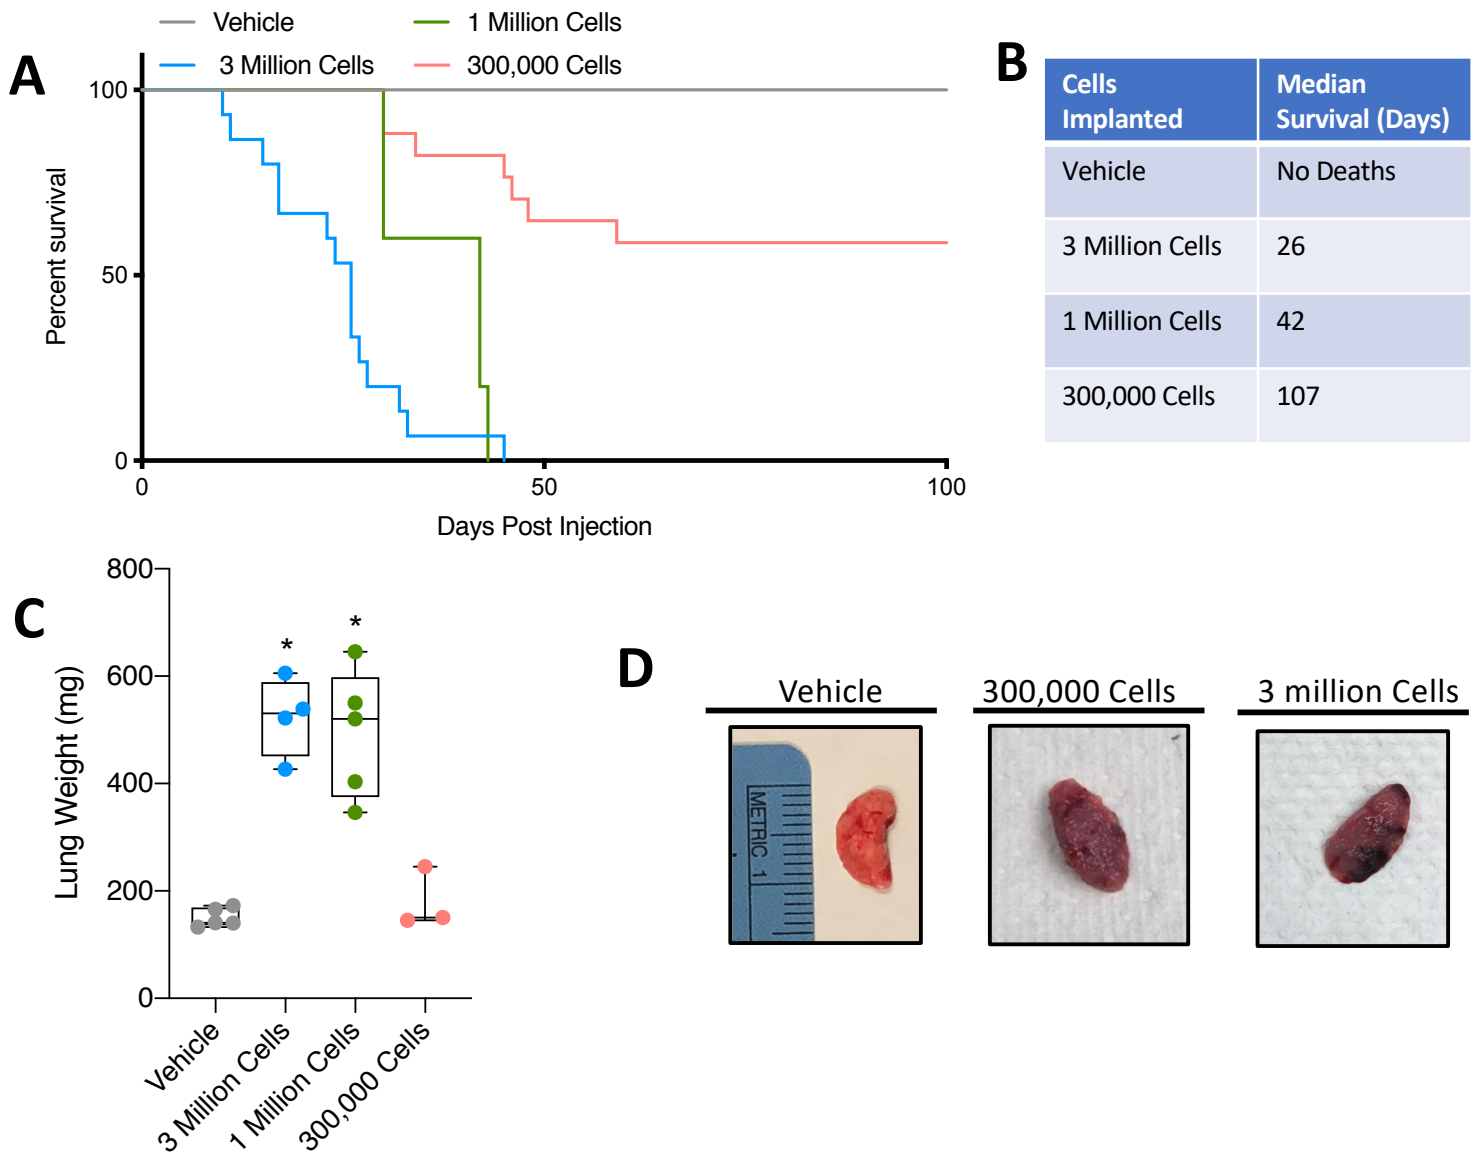 A
Vehicle
1 Million Cells
3 Million Cells
300,000 Cells
100
50
0
Percent survival
0
50
100
Days Post Injection
B
Cells Implanted
Median Survival (Days)
Vehicle
No Deaths
3 Million Cells
26
1 Million Cells
42
300,000 Cells
107
C
800
600
400
200
0
Lung Weight (mg)
*
*
Vehicle
3 Million Cells
1 Million Cells
300,000 Cells
D
Vehicle
300,000 Cells
3 million Cells
METRIC 1